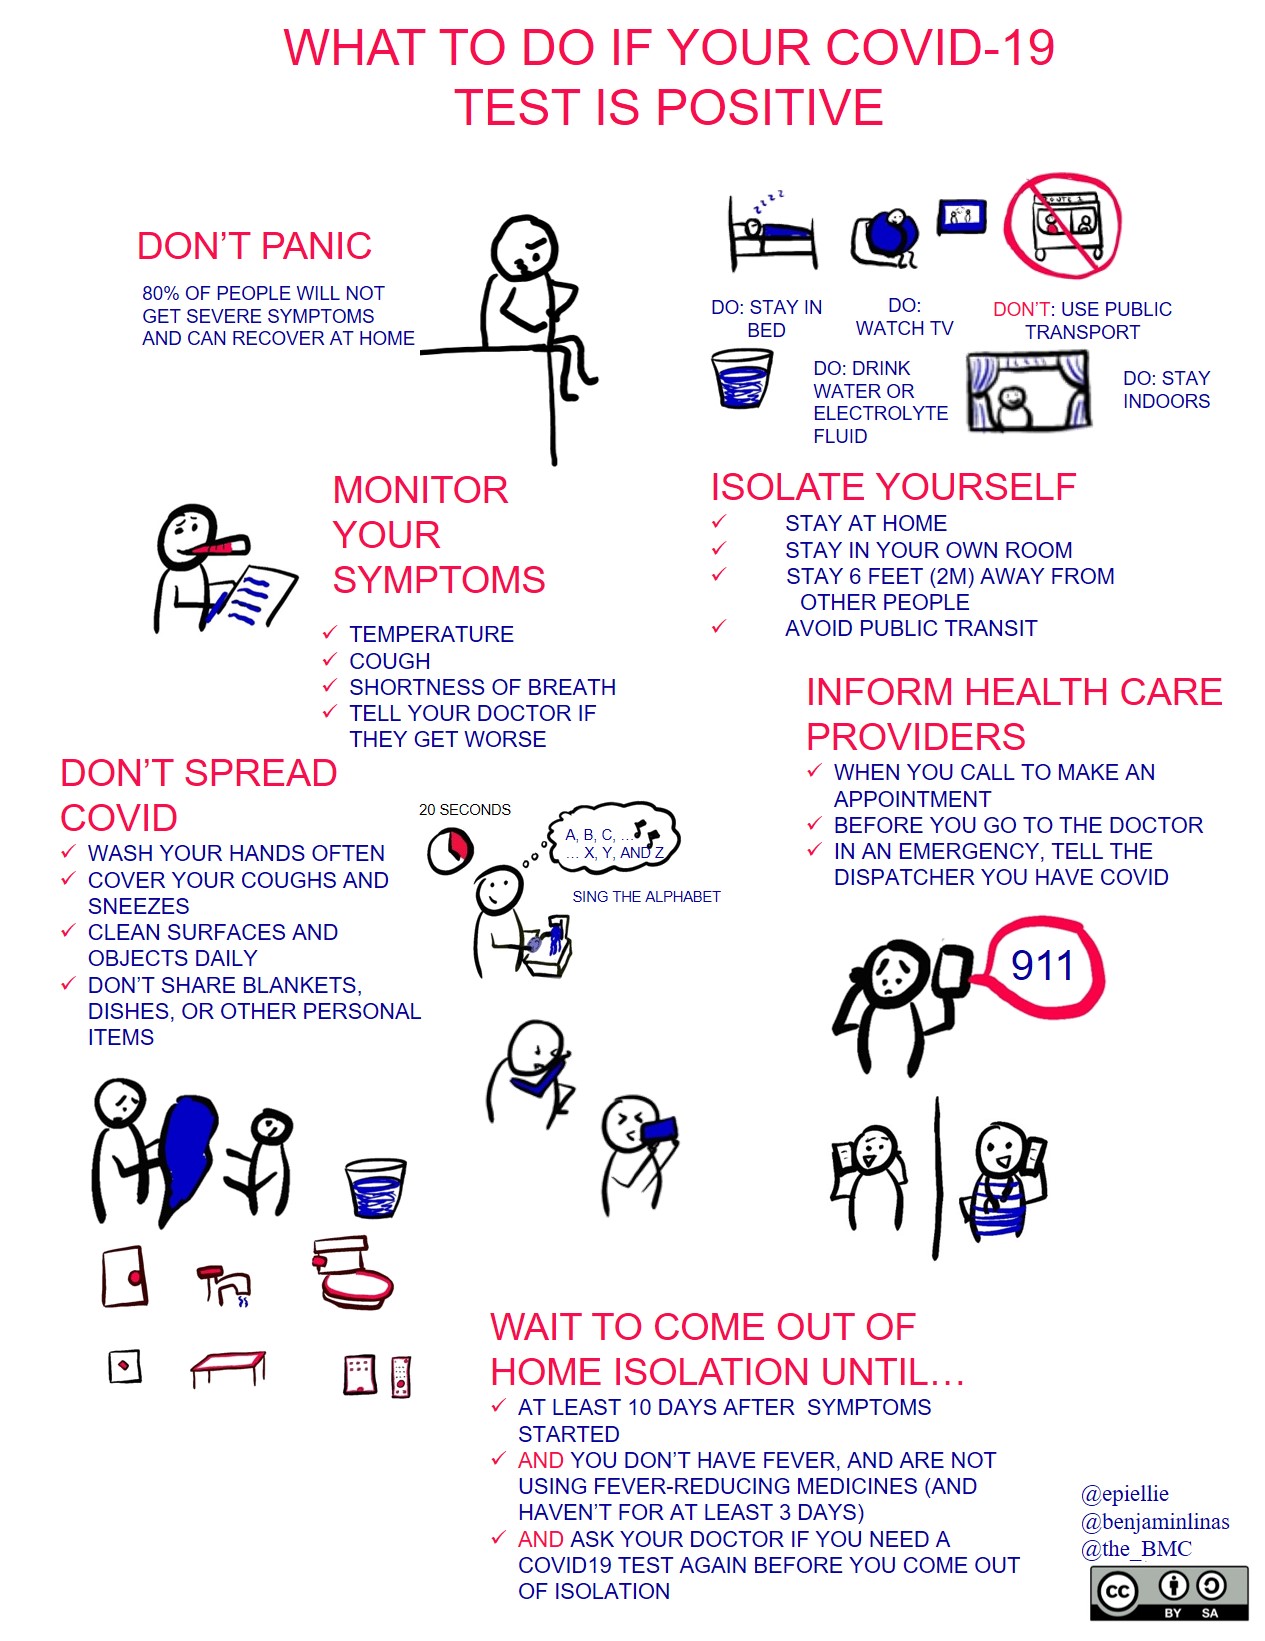 WHAT TO DO IF YOUR COVID-19
TEST IS POSITIVE
DON'T PANIC
80% OF PEOPLE WILL NOT
GET SEVERE SYMPTOMS
AND CAN RECOVER AT HOME
ROUTE 1
DO: STAY IN
BED
DO:
WATCH TV
DON'T: USE PUBLIC
TRANSPORT
DO: DRINK
WATER OR
ELECTROLYTE
FLUID
DO: STAY
INDOORS
MONITOR
YOUR
SYMPTOMS
✓ TEMPERATURE
✓ COUGH
✓ SHORTNESS OF BREATH
✓ TELL YOUR DOCTOR IF
THEY GET WORSE
ISOLATE YOURSELF
✓ STAY AT HOME
✓ STAY IN YOUR OWN ROOM
✓ STAY 6 FEET (2M) AWAY FROM
OTHER PEOPLE
✓ AVOID PUBLIC TRANSIT
INFORM HEALTH CARE
PROVIDERS
✓ WHEN YOU CALL TO MAKE AN
APPOINTMENT
✓ BEFORE YOU GO TO THE DOCTOR
✓ IN AN EMERGENCY, TELL THE
DISPATCHER YOU HAVE COVID
911
DON'T SPREAD
COVID
✓ WASH YOUR HANDS OFTEN
✓ COVER YOUR COUGHS AND
SNEEZES
✓ CLEAN SURFACES AND
OBJECTS DAILY
✓ DON'T SHARE BLANKETS,
DISHES, OR OTHER PERSONAL
ITEMS
20 SECONDS
A, B, C, ...
... X, Y, AND Z
SING THE ALPHABET
WAIT TO COME OUT OF
HOME ISOLATION UNTIL…
✓ AT LEAST 10 DAYS AFTER SYMPTOMS
STARTED
✓ AND YOU DON'T HAVE FEVER, AND ARE NOT
USING FEVER-REDUCING MEDICINES (AND
HAVEN'T FOR AT LEAST 3 DAYS)
✓ AND ASK YOUR DOCTOR IF YOU NEED A
COVID19 TEST AGAIN BEFORE YOU COME OUT
OF ISOLATION
@epiellie
@benjaminlinas
@the_BMC
cc
BY SA